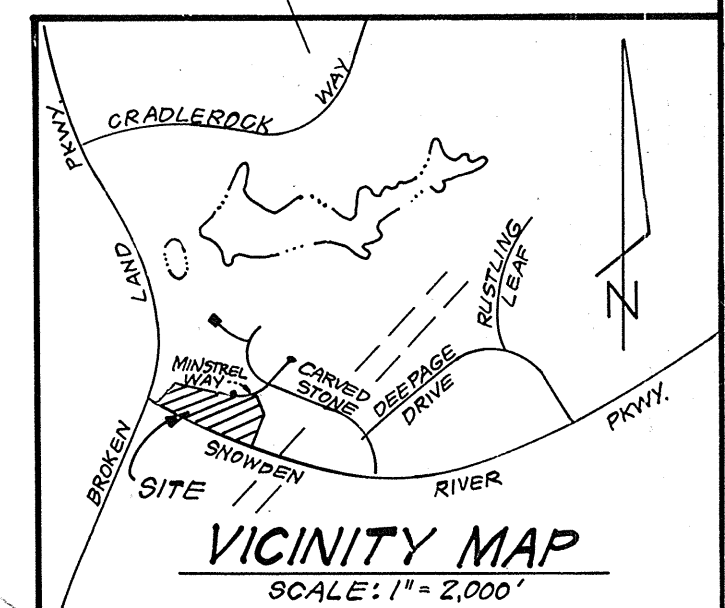 CRADLEROCK WAY
BROKEN LAND PKWY.
RUSTLING
LEAF
N
MINSTREL
WAY
CARVED
STONE
DEEPAGE
DRIVE
SNOWDEN RIVER PKWY.
SITE
VICINITY MAP
SCALE: 1" = 2,000'